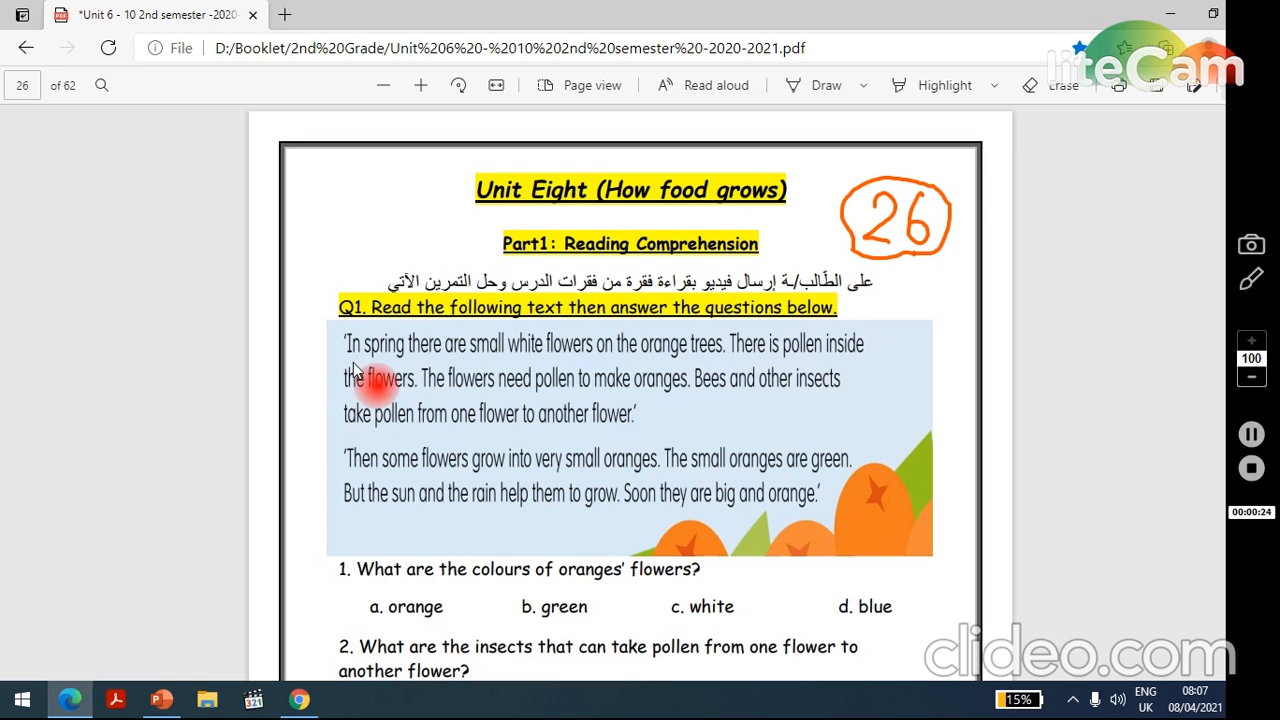 *Unit 6 - 10 2nd semester -2020-
File
D:/Booklet/2nd%20Grade/Unit%206%20-%2010%202nd%20semester%20-2020-2021.pdf
liteCam
26 of 62
Page view
Read aloud
Draw
Highlight
Erase
Unit Eight (How food grows)
26
Part1: Reading Comprehension
على الطّالب/ـة إرسال فيديو بقراءة فقرة من فقرات الدرس وحل التمرين الآتي
Q1. Read the following text then answer the questions below.
‘In spring there are small white flowers on the orange trees. There is pollen inside
the flowers. The flowers need pollen to make oranges. Bees and other insects
take pollen from one flower to another flower.’
‘Then some flowers grow into very small oranges. The small oranges are green.
But the sun and the rain help them to grow. Soon they are big and orange.’
1. What are the colours of oranges’ flowers?
a. orange b. green c. white d. blue
2. What are the insects that can take pollen from one flower to
another flower?
100
00:00:24
clideo.com
321
15%
ENG
UK
08:07
08/04/2021